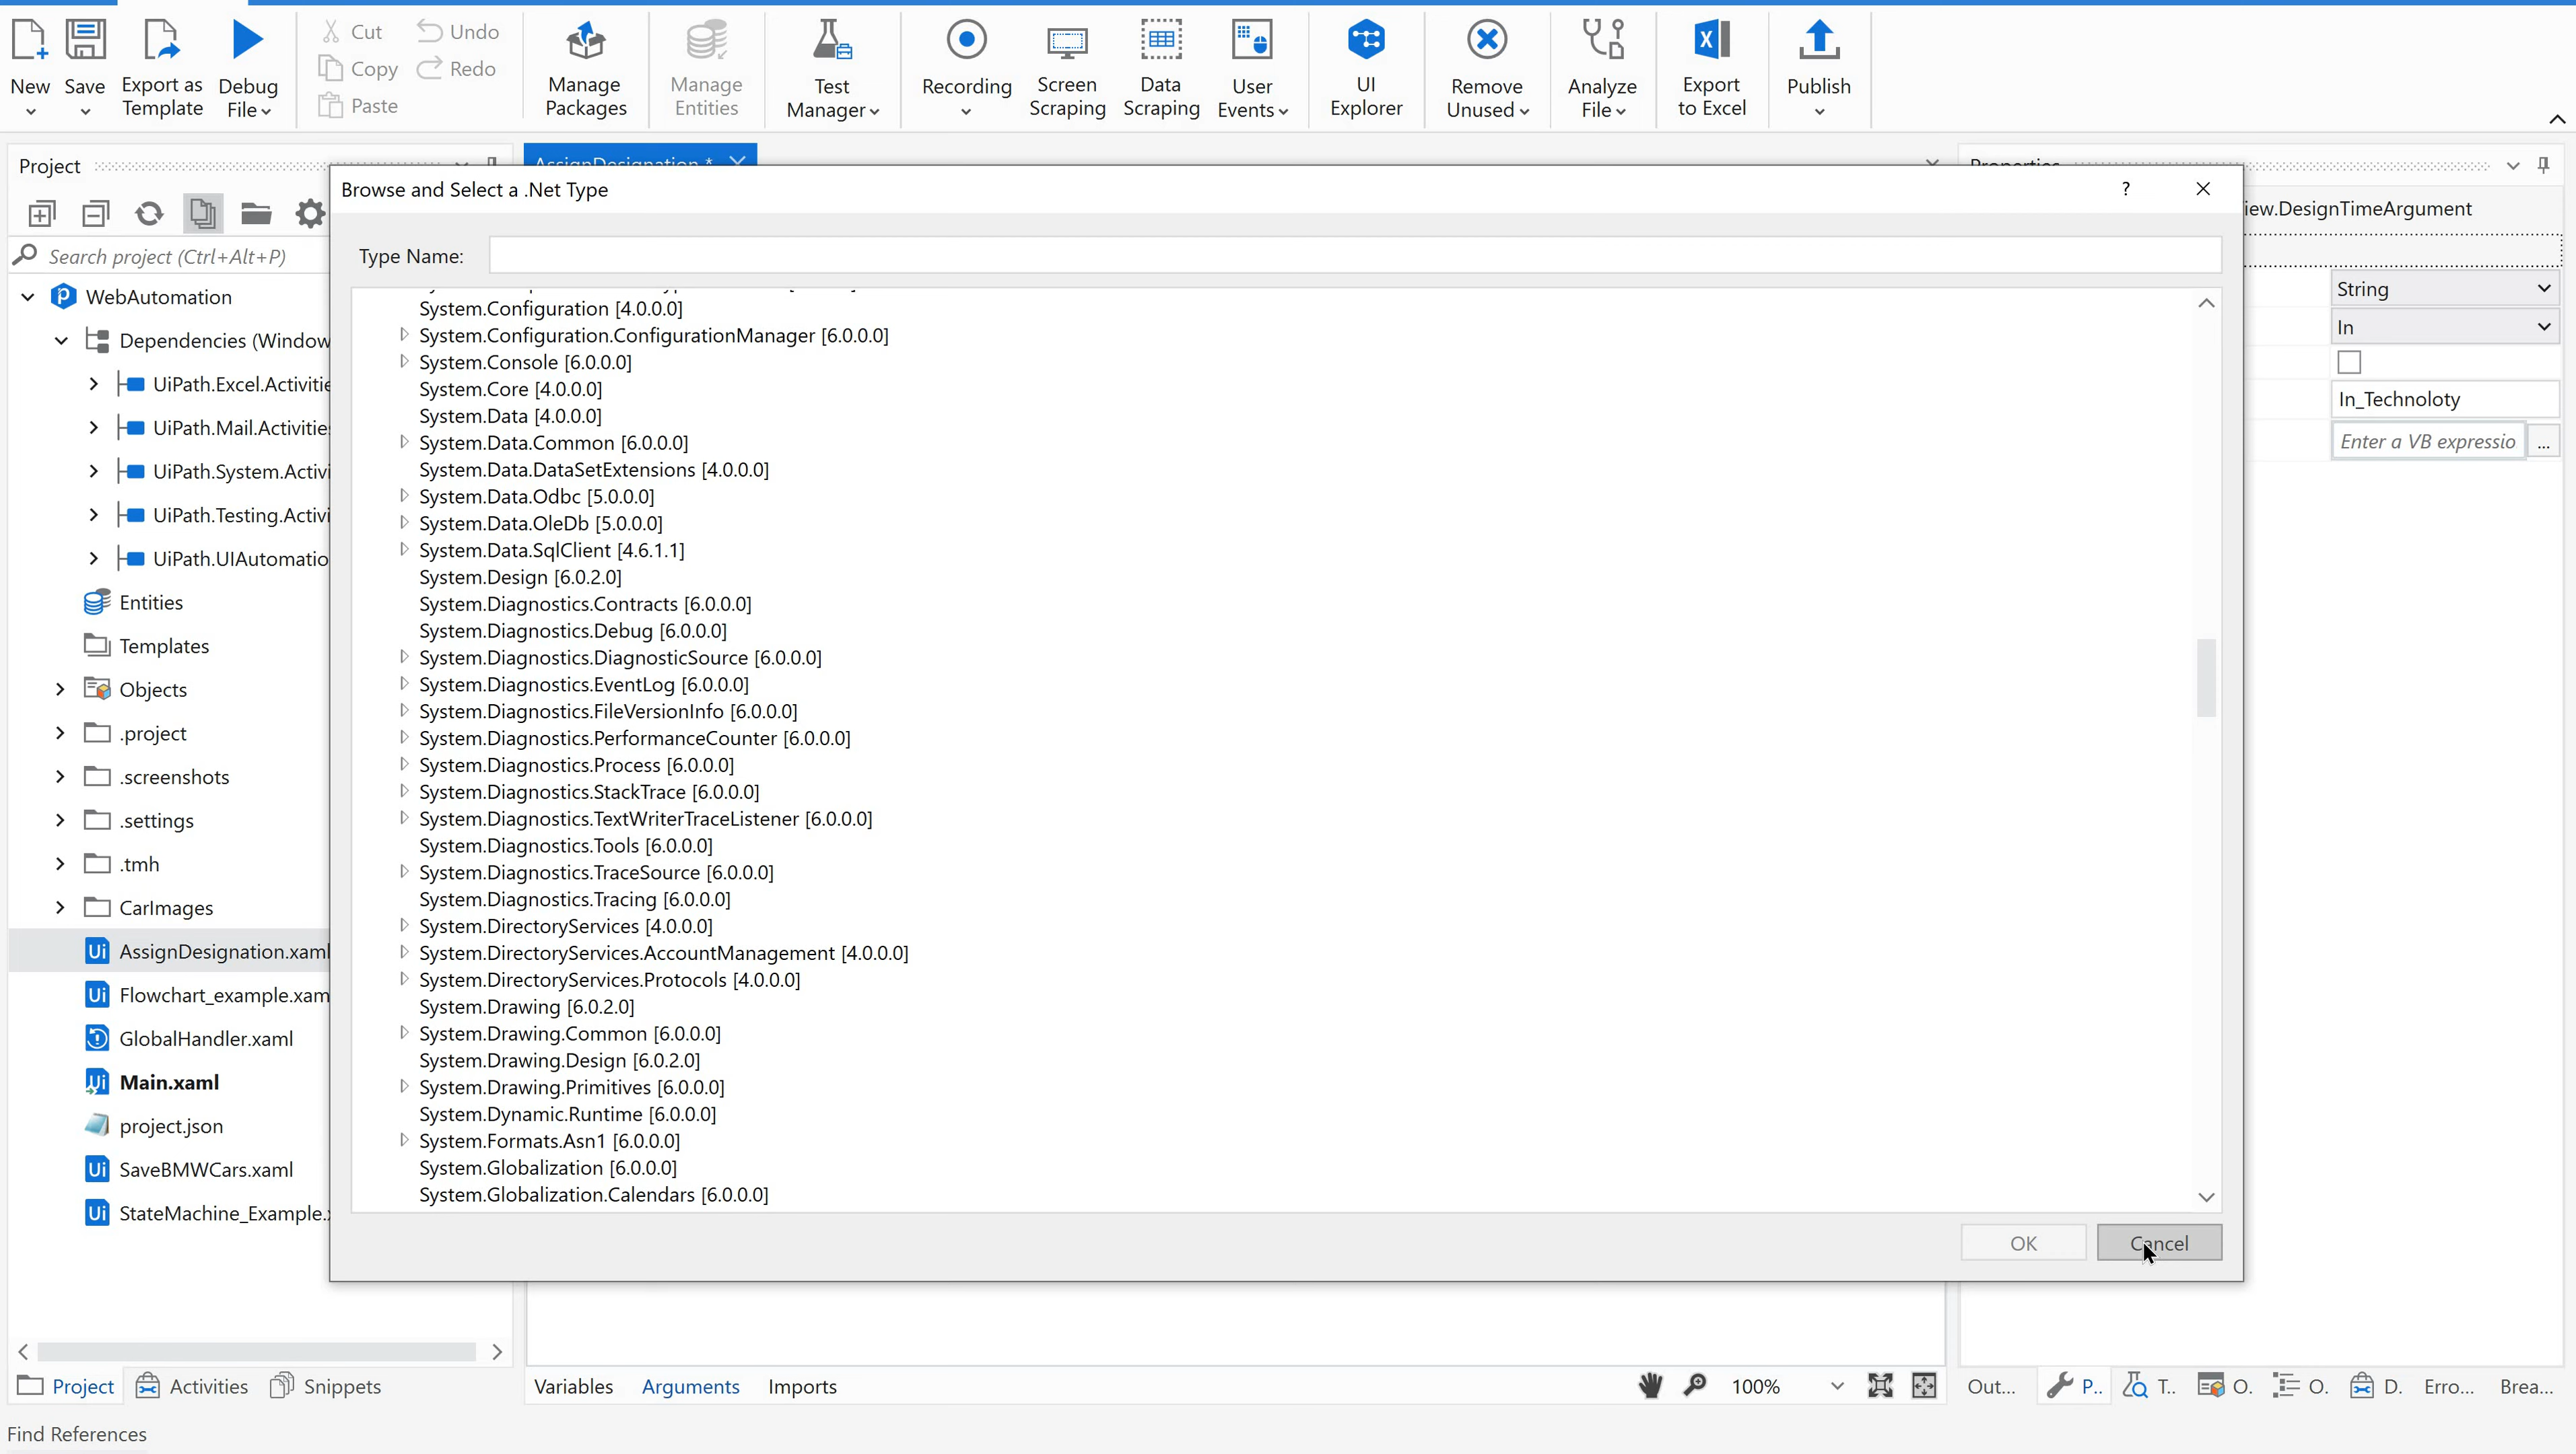 New
Save
Export as
Template
Debug
File
Cut
Copy
Paste
Undo
Redo
Manage
Packages
Manage
Entities
Test
Manager
Recording
Screen
Scraping
Data
Scraping
User
Events
UI
Explorer
Remove
Unused
Analyze
File
Export
to Excel
Publish
Project
Search project (Ctrl+Alt+P)
WebAutomation
Dependencies (Window
UiPath.Excel.Activitie
UiPath.Mail.Activitie
UiPath.System.Activi
UiPath.Testing.Activi
UiPath.UIAutomatio
Entities
Templates
Objects
.project
.screenshots
.settings
.tmh
CarImages
AssignDesignation.xaml
Flowchart_example.xam
GlobalHandler.xaml
Main.xaml
project.json
SaveBMWCars.xaml
StateMachine_Example.x
AssignDesignation *
Browse and Select a .Net Type
?
Type Name:
System.Configuration [4.0.0.0]
System.Configuration.ConfigurationManager [6.0.0.0]
System.Console [6.0.0.0]
System.Core [4.0.0.0]
System.Data [4.0.0.0]
System.Data.Common [6.0.0.0]
System.Data.DataSetExtensions [4.0.0.0]
System.Data.Odbc [5.0.0.0]
System.Data.OleDb [5.0.0.0]
System.Data.SqlClient [4.6.1.1]
System.Design [6.0.2.0]
System.Diagnostics.Contracts [6.0.0.0]
System.Diagnostics.Debug [6.0.0.0]
System.Diagnostics.DiagnosticSource [6.0.0.0]
System.Diagnostics.EventLog [6.0.0.0]
System.Diagnostics.FileVersionInfo [6.0.0.0]
System.Diagnostics.PerformanceCounter [6.0.0.0]
System.Diagnostics.Process [6.0.0.0]
System.Diagnostics.StackTrace [6.0.0.0]
System.Diagnostics.TextWriterTraceListener [6.0.0.0]
System.Diagnostics.Tools [6.0.0.0]
System.Diagnostics.TraceSource [6.0.0.0]
System.Diagnostics.Tracing [6.0.0.0]
System.DirectoryServices [4.0.0.0]
System.DirectoryServices.AccountManagement [4.0.0.0]
System.DirectoryServices.Protocols [4.0.0.0]
System.Drawing [6.0.2.0]
System.Drawing.Common [6.0.0.0]
System.Drawing.Design [6.0.2.0]
System.Drawing.Primitives [6.0.0.0]
System.Dynamic.Runtime [6.0.0.0]
System.Formats.Asn1 [6.0.0.0]
System.Globalization [6.0.0.0]
System.Globalization.Calendars [6.0.0.0]
OK
Cancel
Properties
iew.DesignTimeArgument
String
In
In_Technoloty
Enter a VB expressio
...
Project
Activities
Snippets
Variables
Arguments
Imports
100%
Out...
P..
T..
O.
O.
D.
Erro...
Brea...
Find References